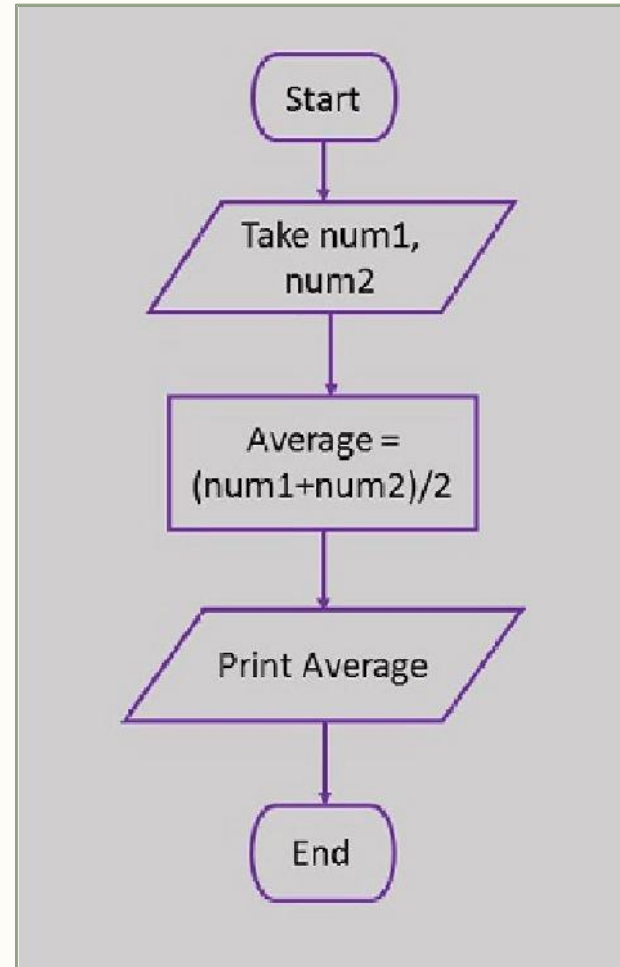 Start
Take num1,
num2
Average =
(num1+num2)/2
Print Average
End